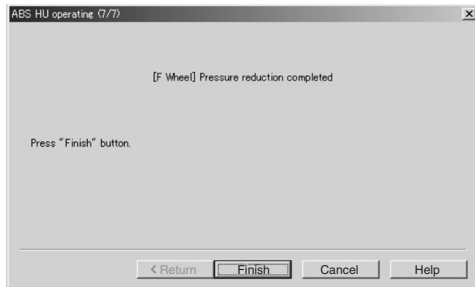 ABS HU operating (7/7)
[F Wheel] Pressure reduction completed
Press "Finish" button.
< Return
Finish
Cancel
Help